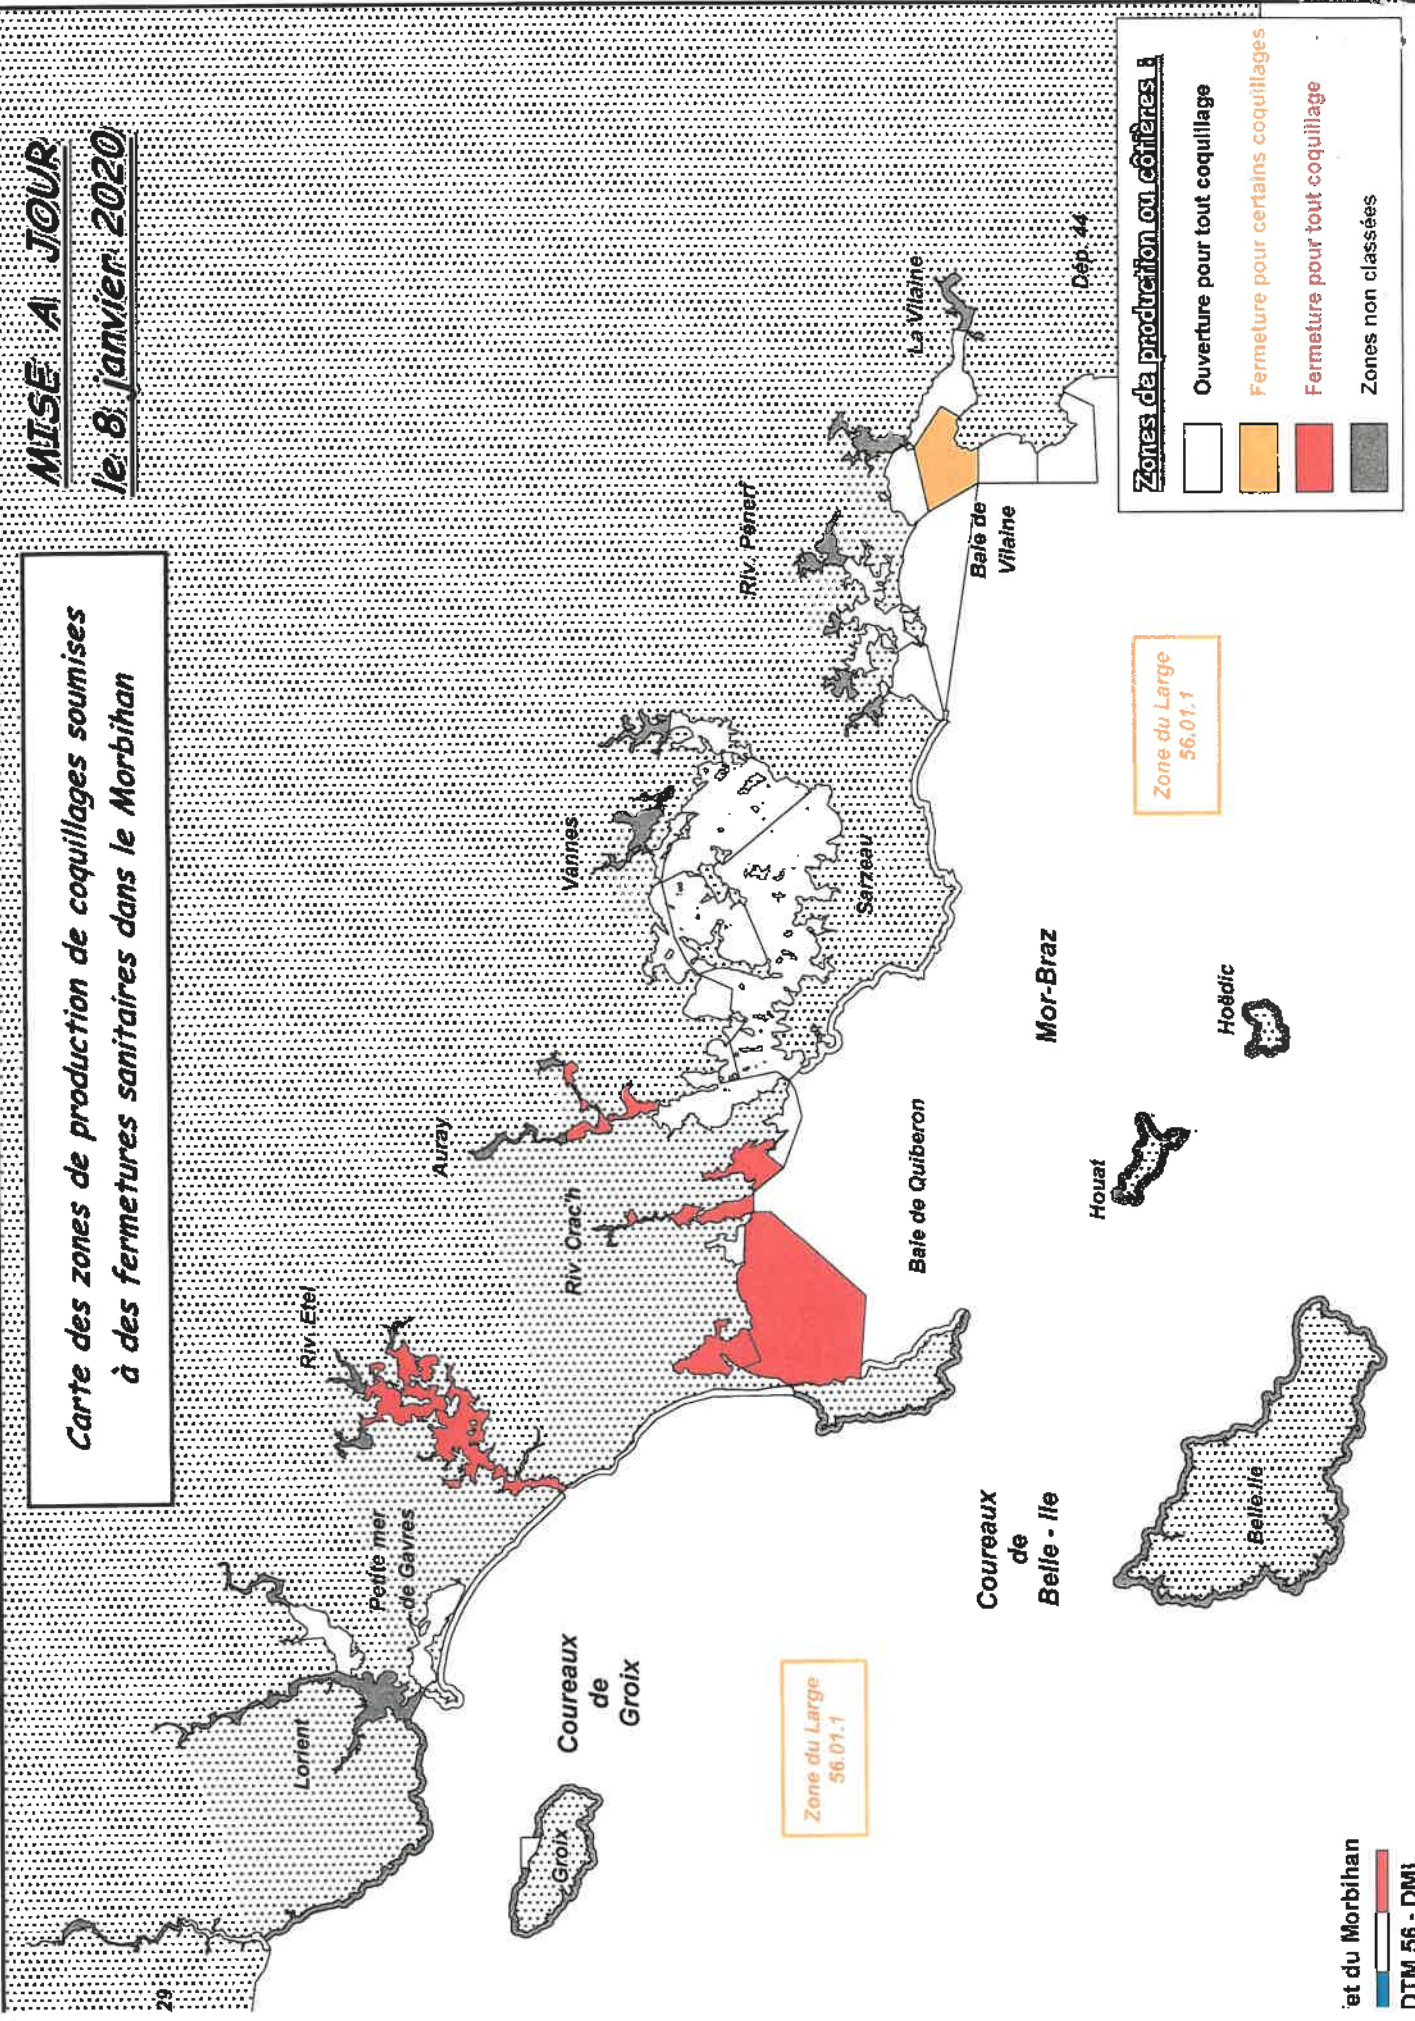 MISE A JOUR
le 8 janvier 2020
Carte des zones de production de coquillages soumises
à des fermetures sanitaires dans le Morbihan
29
Lorient
Petite mer
de Gavres
Riv. Etel
Auray
Riv. Crac'h
Vannes
Sarzeau
Riv. Pénerf
La Vilaine
Dép. 44
Baie de
Vilaine
Groix
Coureaux
de
Groix
Zone du Large
56.01.1
Coureaux
de
Belle - Ile
Belle Ile
Baie de Quiberon
Houat
Hoëdic
Mor-Braz
Zone du Large
56.01.1
Zones de production ou côtières :
Ouverture pour tout coquillage
Fermeture pour certains coquillages
Fermeture pour tout coquillage
Zones non classées
et du Morbihan
DTM 56 - DML